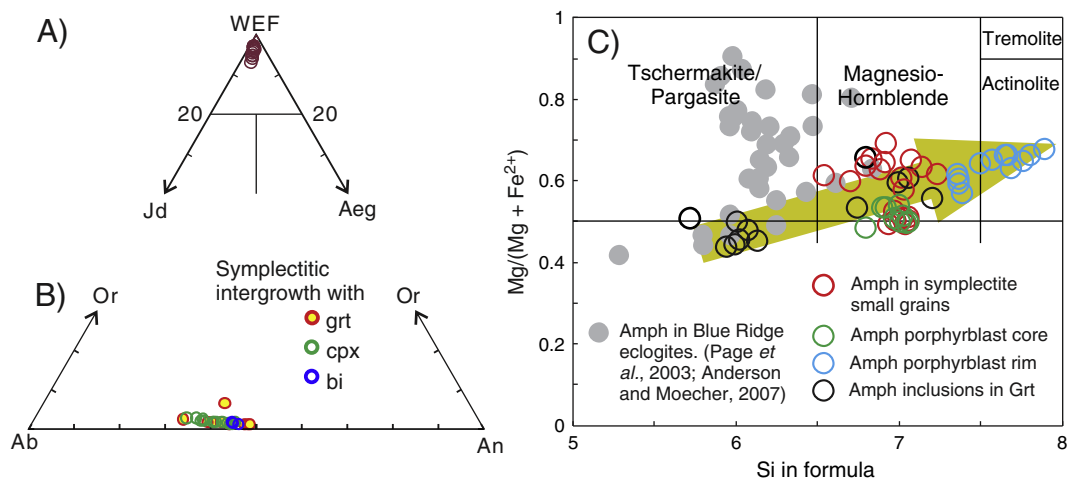 A)
WEF
20
20
Jd
Aeg
B)
Symplectitic
intergrowth with
grt
cpx
bi
Or
Or
Ab
An
C)
Tschermakite/
Pargasite
Magnesio-
Hornblende
Tremolite
Actinolite
Amph in Blue Ridge
eclogites. (Page et
al., 2003; Anderson
and Moecher, 2007)
Amph in symplectite
small grains
Amph porphyrblast core
Amph porphyrblast rim
Amph inclusions in Grt
Mg/(Mg + Fe²⁺)
1
0.8
0.6
0.4
0.2
0
5
6
7
8
Si in formula